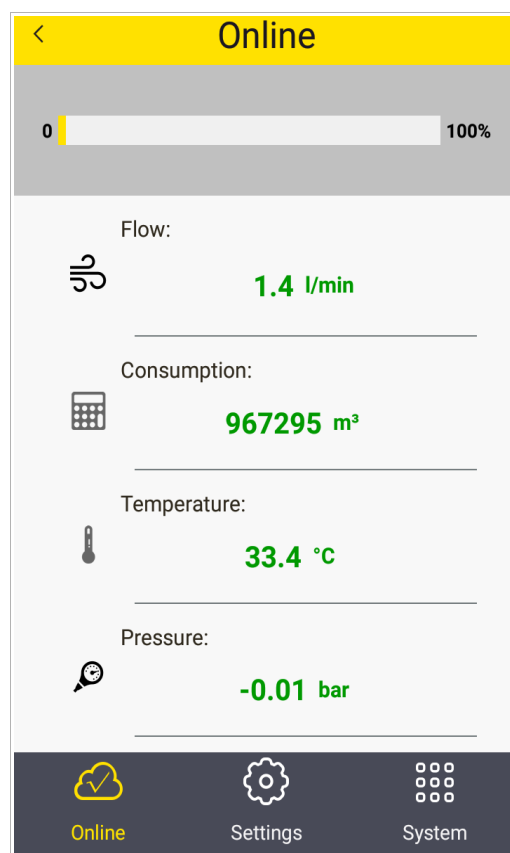 Online
0 100%
Flow:
1.4 l/min
Consumption:
967295 m³
Temperature:
33.4 °C
Pressure:
-0.01 bar
Online Settings System